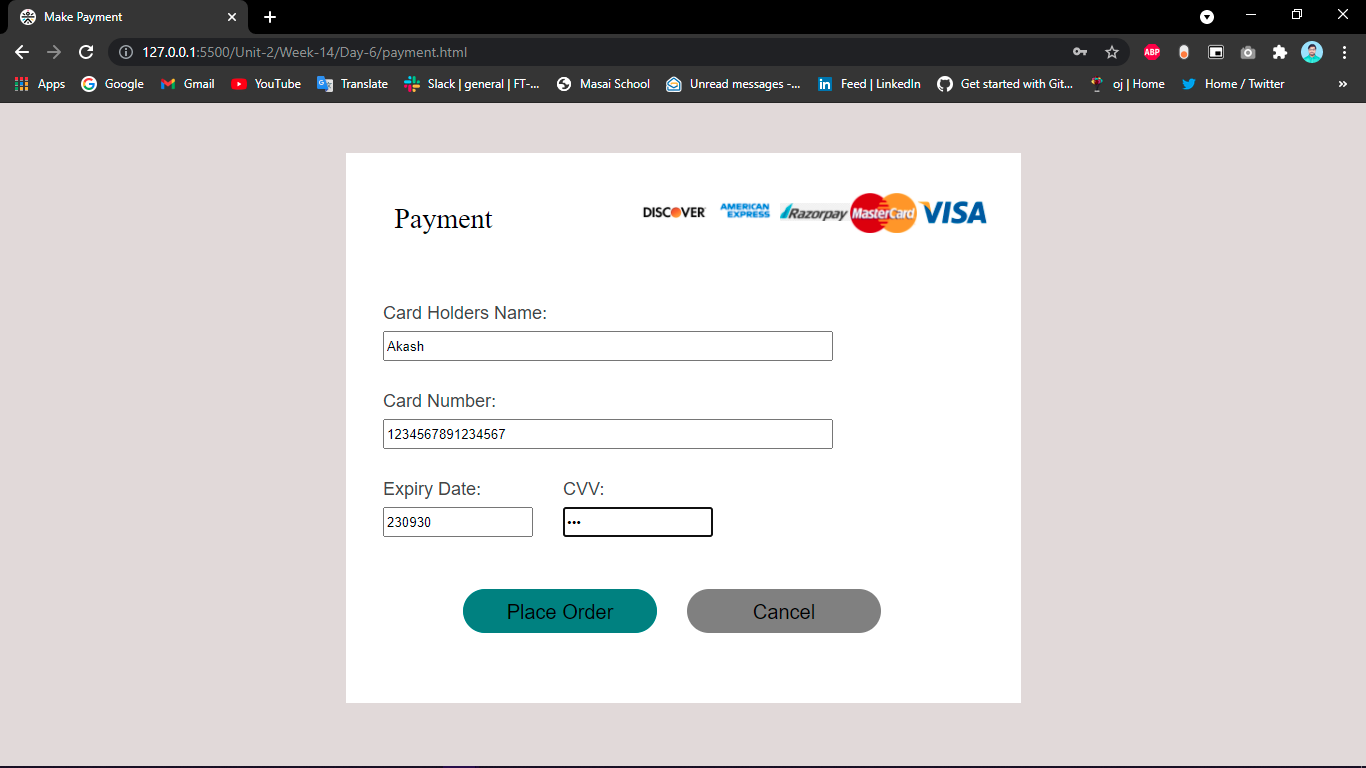 Make Payment
127.0.0.1:5500/Unit-2/Week-14/Day-6/payment.html
ABP
Apps Google Gmail YouTube Translate Slack | general | FT-... Masai School Unread messages -... Feed | LinkedIn Get started with Git... oj | Home Home / Twitter »
Payment DISCOVER AMERICAN EXPRESS Razorpay MasterCard VISA
Card Holders Name:
Akash
Card Number:
1234567891234567
Expiry Date: CVV:
230930 •••
Place Order Cancel